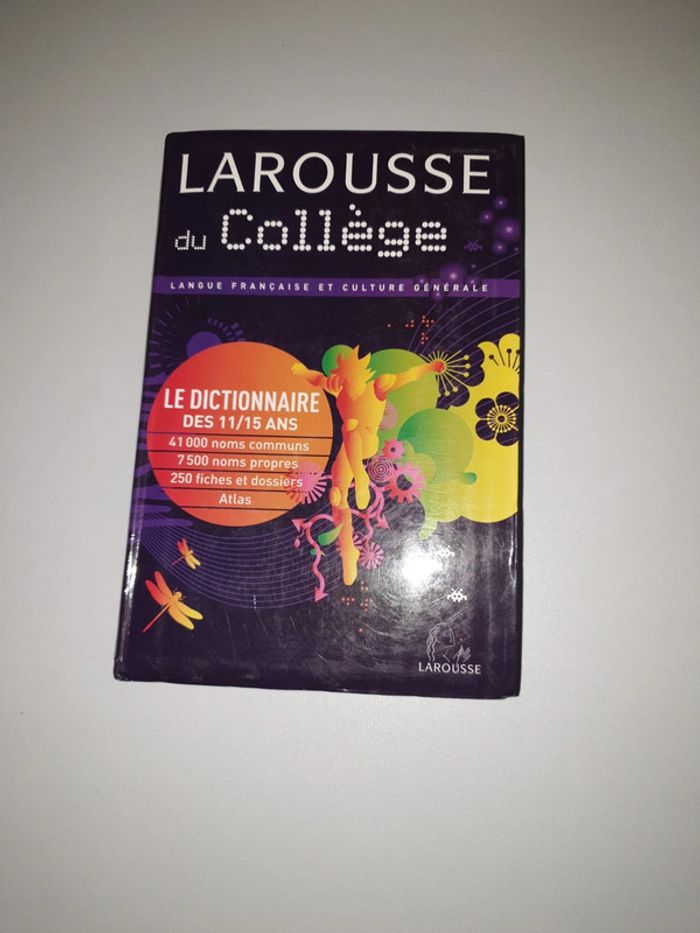 LAROUSSE
du Collège
LANGUE FRANÇAISE ET CULTURE GÉNÉRALE
LE DICTIONNAIRE
DES 11/15 ANS
41 000 noms communs
7 500 noms propres
250 fiches et dossiers
Atlas
LAROUSSE